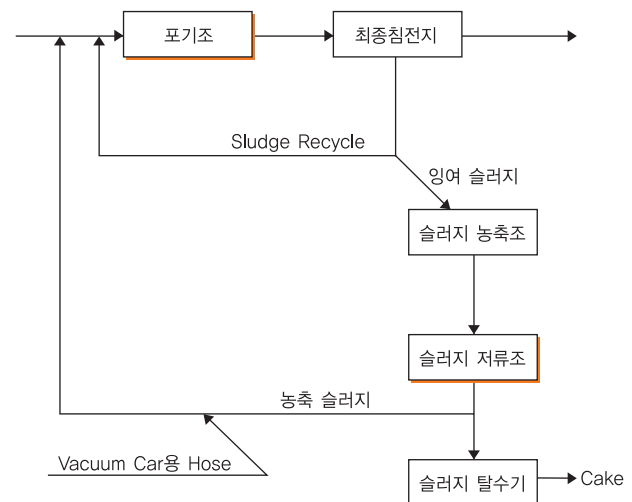 포기조
최종침전지
Sludge Recycle
잉여 슬러지
슬러지 농축조
슬러지 저류조
농축 슬러지
Vacuum Car용 Hose
슬러지 탈수기
Cake